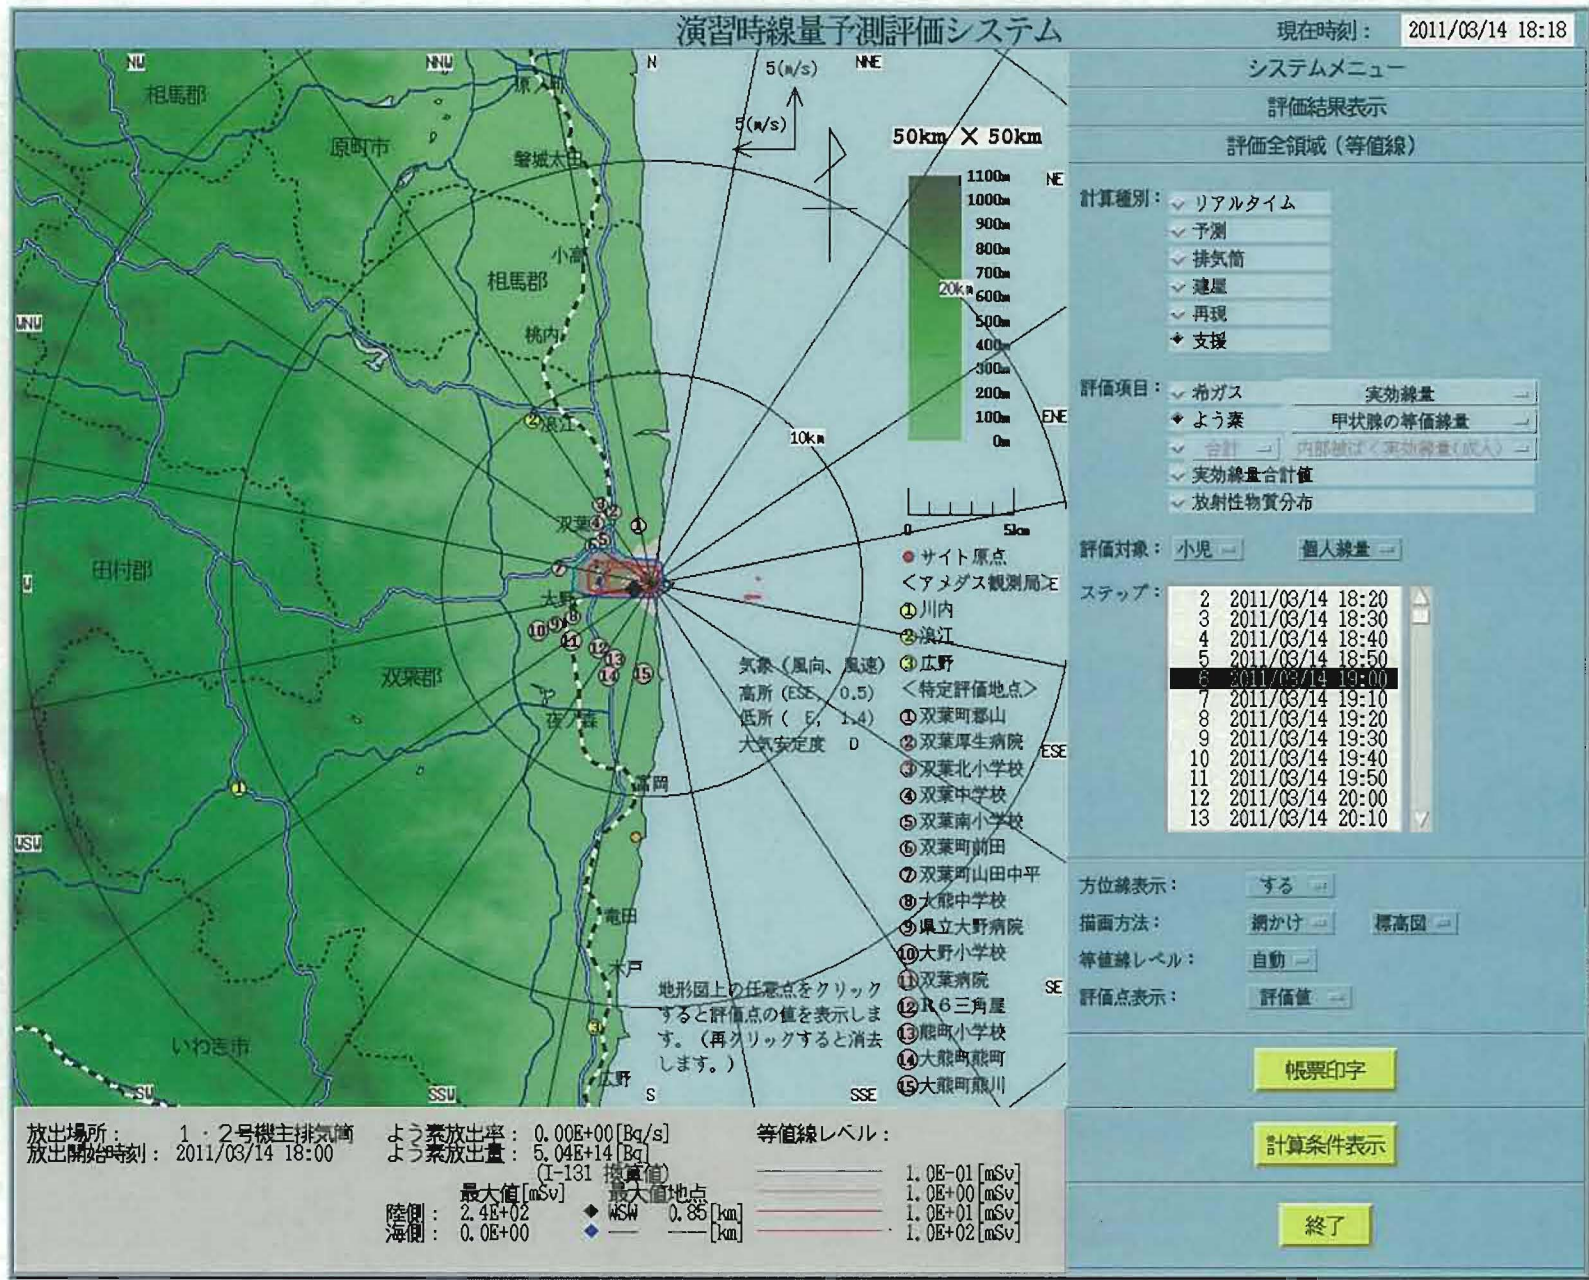 演習時線量予測評価システム
現在時刻： 2011/03/14 18:18
NW
NNW
N
NNE
NE
ENE
E
ESE
SE
SSE
S
SSW
SW
WSW
W
WNW
相馬郡
原ノ町
原町市
磐城太田
小高
相馬郡
桃内
②浪江
双葉
大野
田村郡
双葉郡
夜ノ森
富岡
竜田
木戸
広野
いわき市
5(m/s)
5(m/s)
50km × 50km
1100m
1000m
900m
800m
700m
600m
500m
400m
300m
200m
100m
0m
20km
10km
0 5km
サイト原点
＜アメダス観測局＞
①川内
②浪江
③広野
＜特定評価地点＞
①双葉町郡山
②双葉厚生病院
③双葉北小学校
④双葉中学校
⑤双葉南小学校
⑥双葉町前田
⑦双葉町山田中平
⑧大熊中学校
⑨県立大野病院
⑩大野小学校
⑪双葉病院
⑫R6三角屋
⑬熊町小学校
⑭大熊町熊町
⑮大熊町熊川
気象（風向、風速）
高所（ESE, 0.5）
低所（ E, 1.4）
大気安定度 D
地形図上の任意点をクリック
すると評価点の値を表示しま
す。（再クリックすると消去
します。）
システムメニュー
評価結果表示
評価全領域（等値線）
計算種別： リアルタイム
予測
排気筒
建屋
再現
支援
評価項目： 希ガス 実効線量
よう素 甲状腺の等価線量
合計 内部被ばく実効線量(成人)
実効線量合計値
放射性物質分布
評価対象： 小児 個人線量
ステップ：
2 2011/03/14 18:20
3 2011/03/14 18:30
4 2011/03/14 18:40
5 2011/03/14 18:50
6 2011/03/14 19:00
7 2011/03/14 19:10
8 2011/03/14 19:20
9 2011/03/14 19:30
10 2011/03/14 19:40
11 2011/03/14 19:50
12 2011/03/14 20:00
13 2011/03/14 20:10
方位線表示： する
描画方法： 網かけ 標高図
等値線レベル： 自動
評価点表示： 評価値
帳票印字
計算条件表示
終了
放出場所： 1・2号機主排気筒
放出開始時刻： 2011/03/14 18:00
よう素放出率： 0.00E+00[Bq/s]
よう素放出量： 5.04E+14[Bq]
(I-131 換算値)
最大値[mSv] 最大値地点
陸側： 2.4E+02 ◆ WSW 0.85[km]
海側： 0.0E+00 ◆ ── ──[km]
等値線レベル：
1.0E-01[mSv]
1.0E+00[mSv]
1.0E+01[mSv]
1.0E+02[mSv]